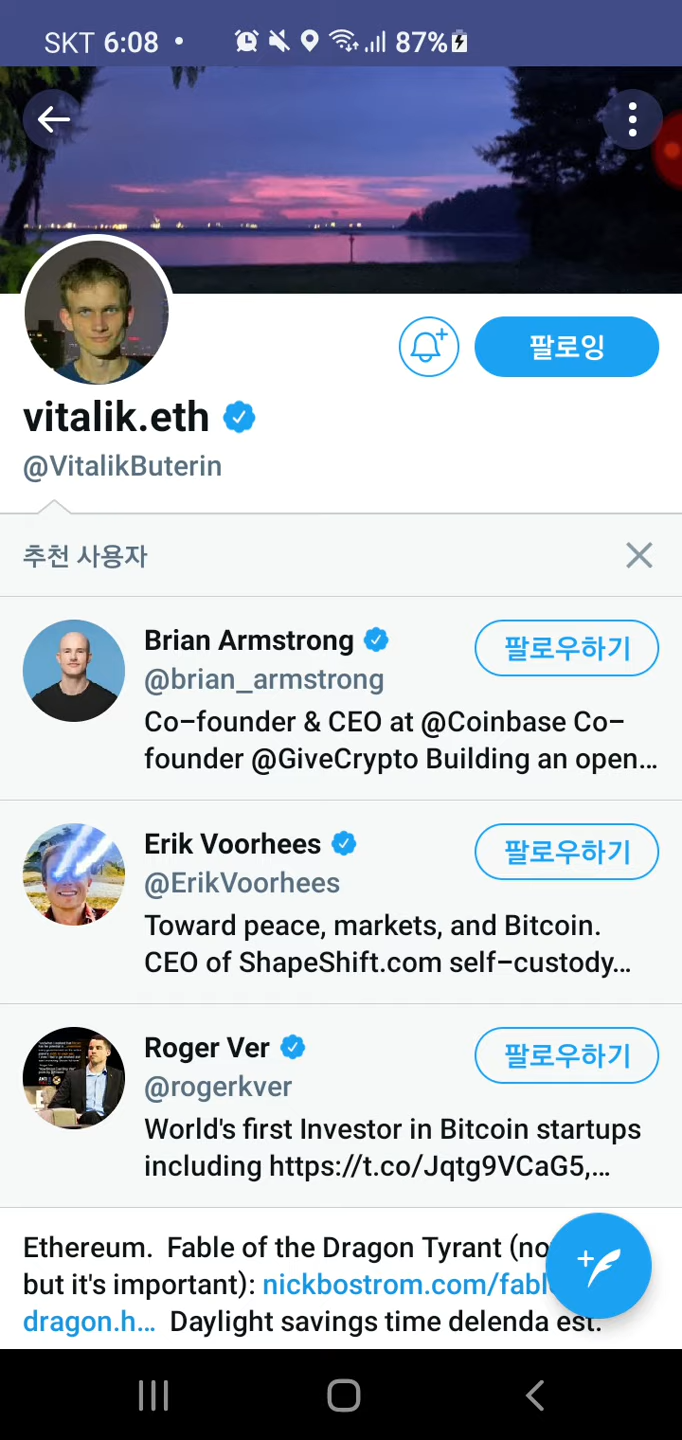 SKT 6:08 • 87%
팔로잉
vitalik.eth
@VitalikButerin
추천 사용자
Brian Armstrong
팔로우하기
@brian_armstrong
Co-founder & CEO at @Coinbase Co-
founder @GiveCrypto Building an open…
Erik Voorhees
팔로우하기
@ErikVoorhees
Toward peace, markets, and Bitcoin.
CEO of ShapeShift.com self-custody…
Roger Ver
팔로우하기
@rogerkver
World's first Investor in Bitcoin startups
including https://t.co/Jqtg9VCaG5,…
Ethereum. Fable of the Dragon Tyrant
but it's important): nickbostrom.com/
dragon.h… Daylight savings time delenda est.